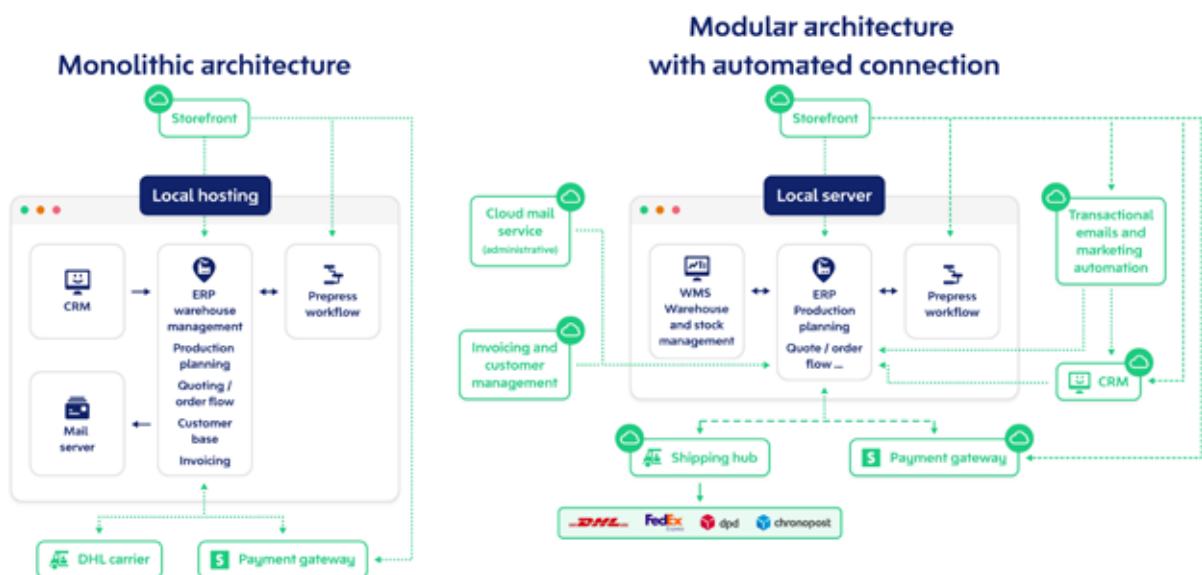 Monolithic architecture
Storefront
Local hosting
CRM
ERP
warehouse
management
Production
planning
Quoting /
order flow
Customer
base
Invoicing
Prepress
workflow
Mail
server
DHL carrier
$ Payment gateway
Modular architecture
with automated connection
Storefront
Local server
Cloud mail
service
(administrative)
Invoicing and
customer
management
WMS
Warehouse
and stock
management
ERP
Production
planning
Quote / order
flow ...
Prepress
workflow
Transactional
emails and
marketing
automation
CRM
Shipping hub
$ Payment gateway
DHL FedEx dpd chronopost